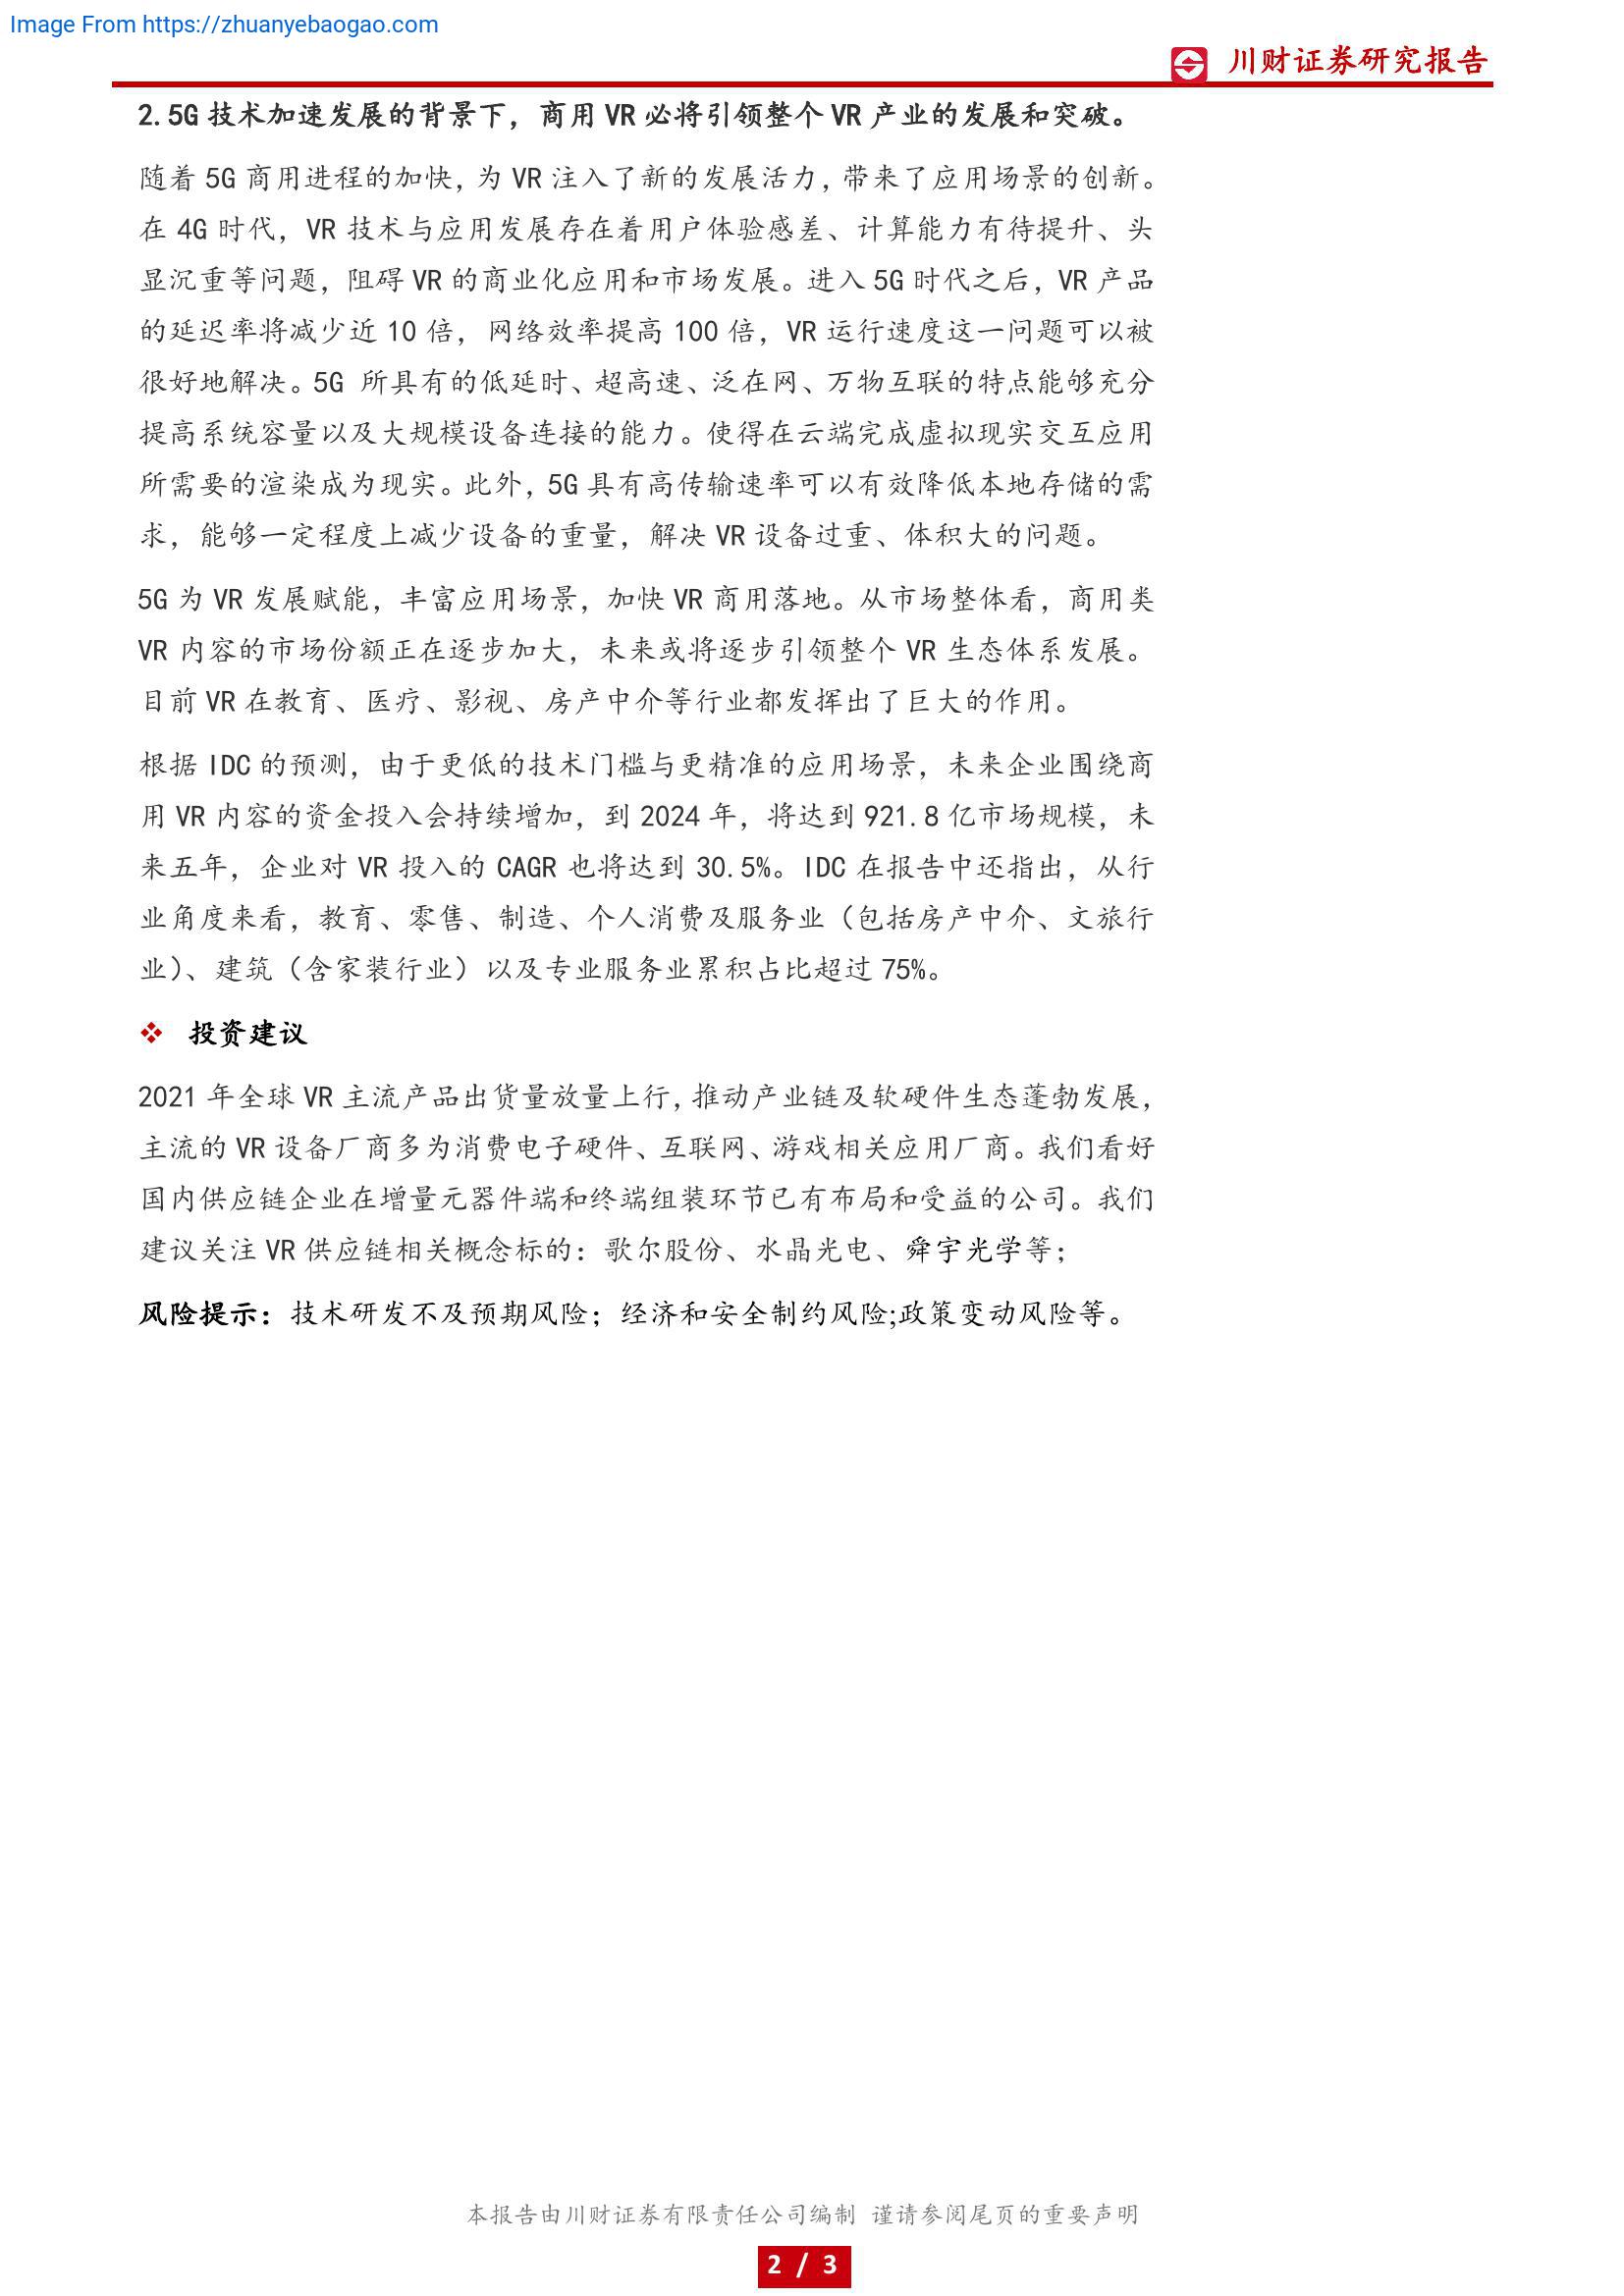 Image From https://zhuanyebaogao.com
川财证券研究报告
2.5G 技术加速发展的背景下，商用 VR 必将引领整个 VR 产业的发展和突破。
随着 5G 商用进程的加快，为 VR 注入了新的发展活力，带来了应用场景的创新。
在 4G 时代，VR 技术与应用发展存在着用户体验感差、计算能力有待提升、头
显沉重等问题，阻碍 VR 的商业化应用和市场发展。进入 5G 时代之后，VR 产品
的延迟率将减少近 10 倍，网络效率提高 100 倍，VR 运行速度这一问题可以被
很好地解决。5G 所具有的低延时、超高速、泛在网、万物互联的特点能够充分
提高系统容量以及大规模设备连接的能力。使得在云端完成虚拟现实交互应用
所需要的渲染成为现实。此外，5G 具有高传输速率可以有效降低本地存储的需
求，能够一定程度上减少设备的重量，解决 VR 设备过重、体积大的问题。
5G 为 VR 发展赋能，丰富应用场景，加快 VR 商用落地。从市场整体看，商用类
VR 内容的市场份额正在逐步加大，未来或将逐步引领整个 VR 生态体系发展。
目前 VR 在教育、医疗、影视、房产中介等行业都发挥出了巨大的作用。
根据 IDC 的预测，由于更低的技术门槛与更精准的应用场景，未来企业围绕商
用 VR 内容的资金投入会持续增加，到 2024 年，将达到 921.8 亿市场规模，未
来五年，企业对 VR 投入的 CAGR 也将达到 30.5%。IDC 在报告中还指出，从行
业角度来看，教育、零售、制造、个人消费及服务业（包括房产中介、文旅行
业）、建筑（含家装行业）以及专业服务业累积占比超过 75%。
❖ 投资建议
2021 年全球 VR 主流产品出货量放量上行，推动产业链及软硬件生态蓬勃发展，
主流的 VR 设备厂商多为消费电子硬件、互联网、游戏相关应用厂商。我们看好
国内供应链企业在增量元器件端和终端组装环节已有布局和受益的公司。我们
建议关注 VR 供应链相关概念标的：歌尔股份、水晶光电、舜宇光学等；
风险提示：技术研发不及预期风险；经济和安全制约风险;政策变动风险等。
本报告由川财证券有限责任公司编制 谨请参阅尾页的重要声明
2 / 3